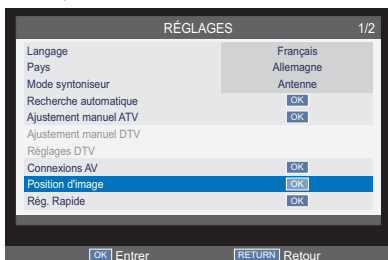 RÉGLAGES 1/2
Langage Français
Pays Allemagne
Mode syntoniseur Antenne
Recherche automatique OK
Ajustement manuel ATV OK
Ajustement manuel DTV
Réglages DTV
Connexions AV OK
Position d'image OK
Rég. Rapide OK
OK Entrer RETURN Retour